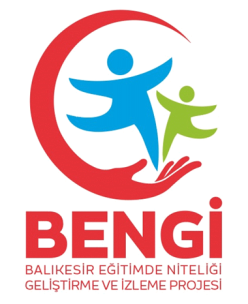 BENGİ
BALIKESİR EĞİTİMDE NİTELİĞİ
GELİŞTİRME VE İZLEME PROJESİ